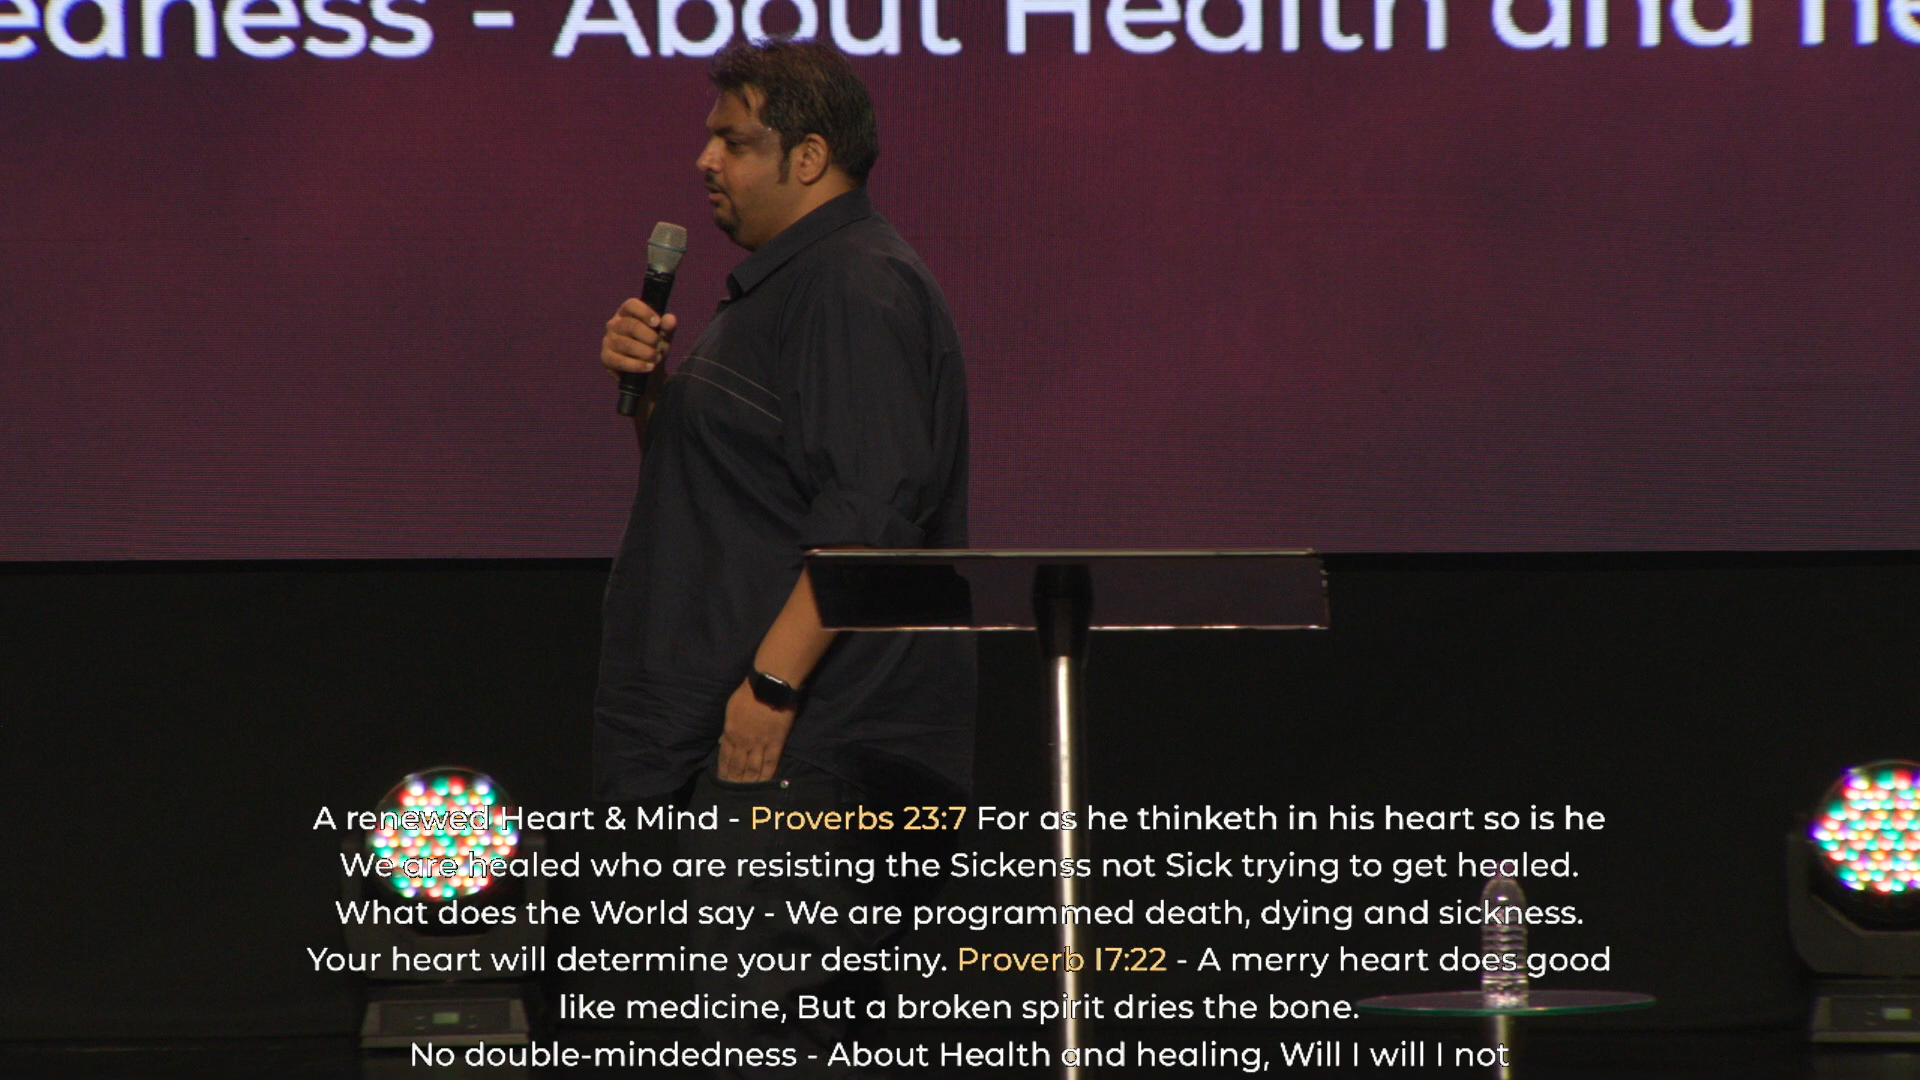 edness - About Health and he
A renewed Heart & Mind - Proverbs 23:7 For as he thinketh in his heart so is he
We are healed who are resisting the Sickenss not Sick trying to get healed.
What does the World say - We are programmed death, dying and sickness.
Your heart will determine your destiny. Proverb 17:22 - A merry heart does good
like medicine, But a broken spirit dries the bone.
No double-mindedness - About Health and healing, Will I will I not